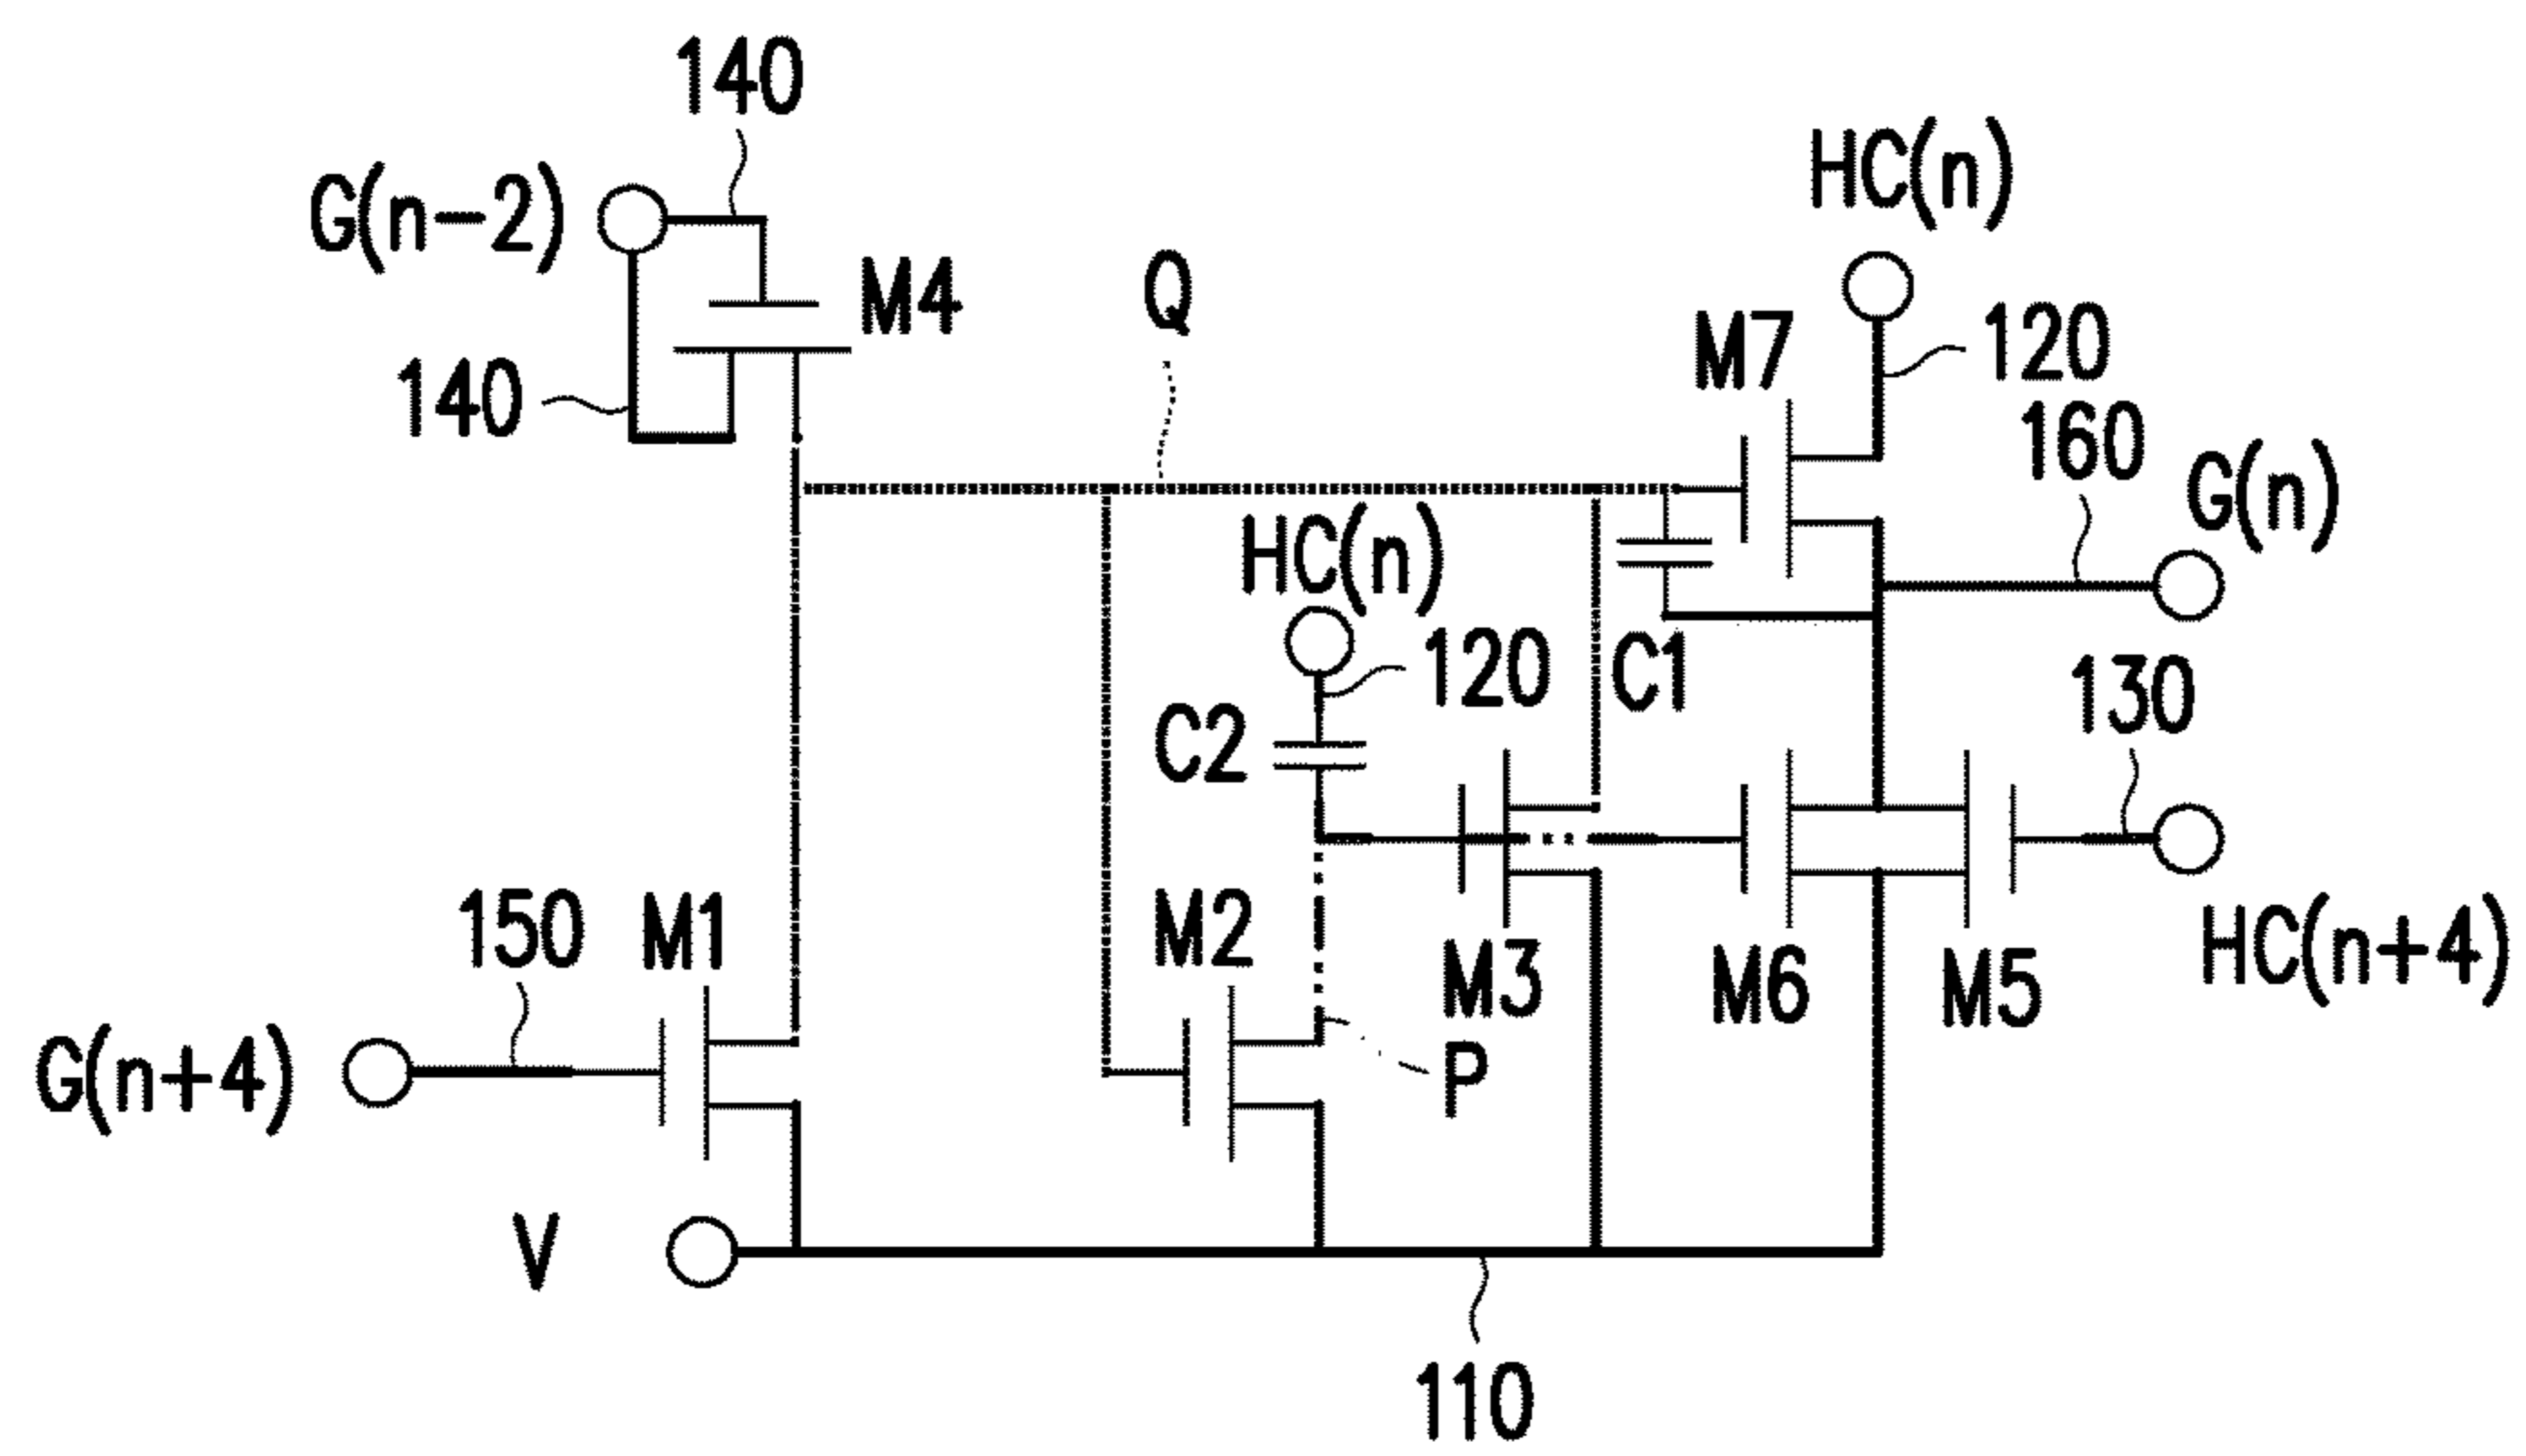 140
G(n-2)
HC(n)
M4
Q
M7
120
140
160
G(n)
HC(n)
120
C1
130
C2
150
M1
M2
M3
M6
M5
HC(n+4)
G(n+4)
P
V
110